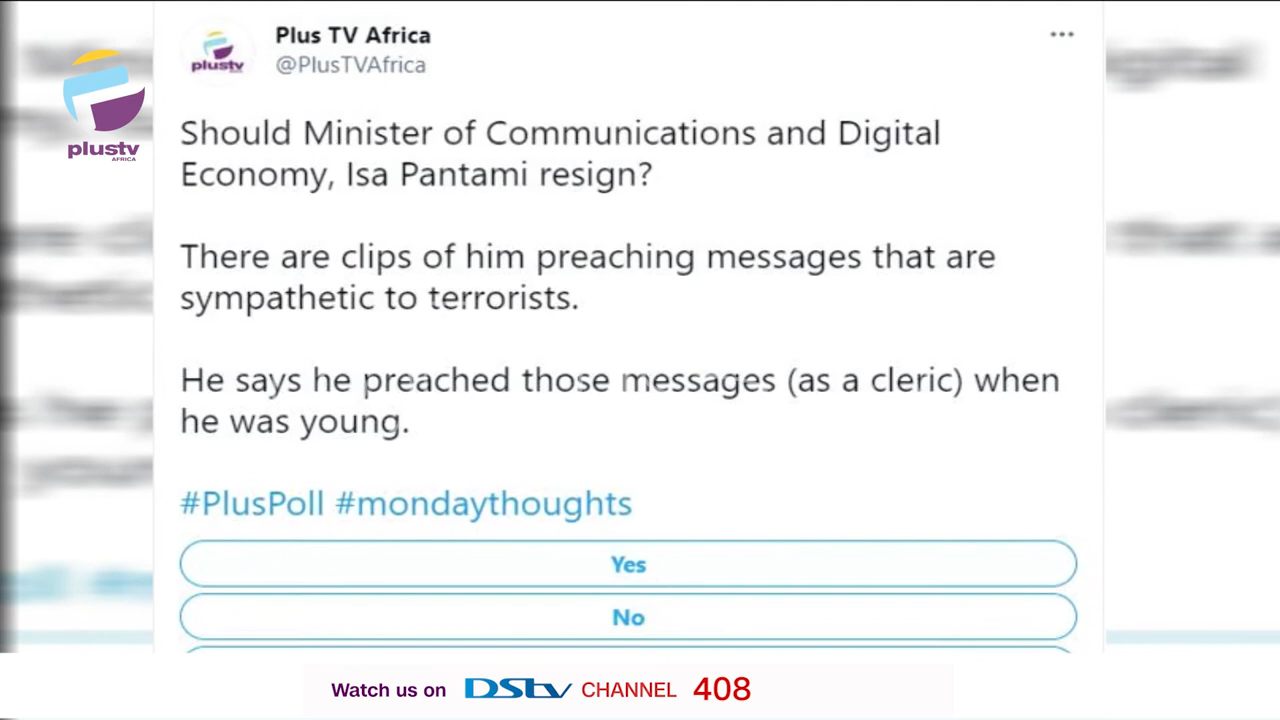 Plus TV Africa
@PlusTVAfrica
plustv
plustv
AFRICA
Should Minister of Communications and Digital
Economy, Isa Pantami resign?
There are clips of him preaching messages that are
sympathetic to terrorists.
He says he preached those messages (as a cleric) when
he was young.
#PlusPoll #mondaythoughts
Yes
No
Watch us on DStv CHANNEL 408